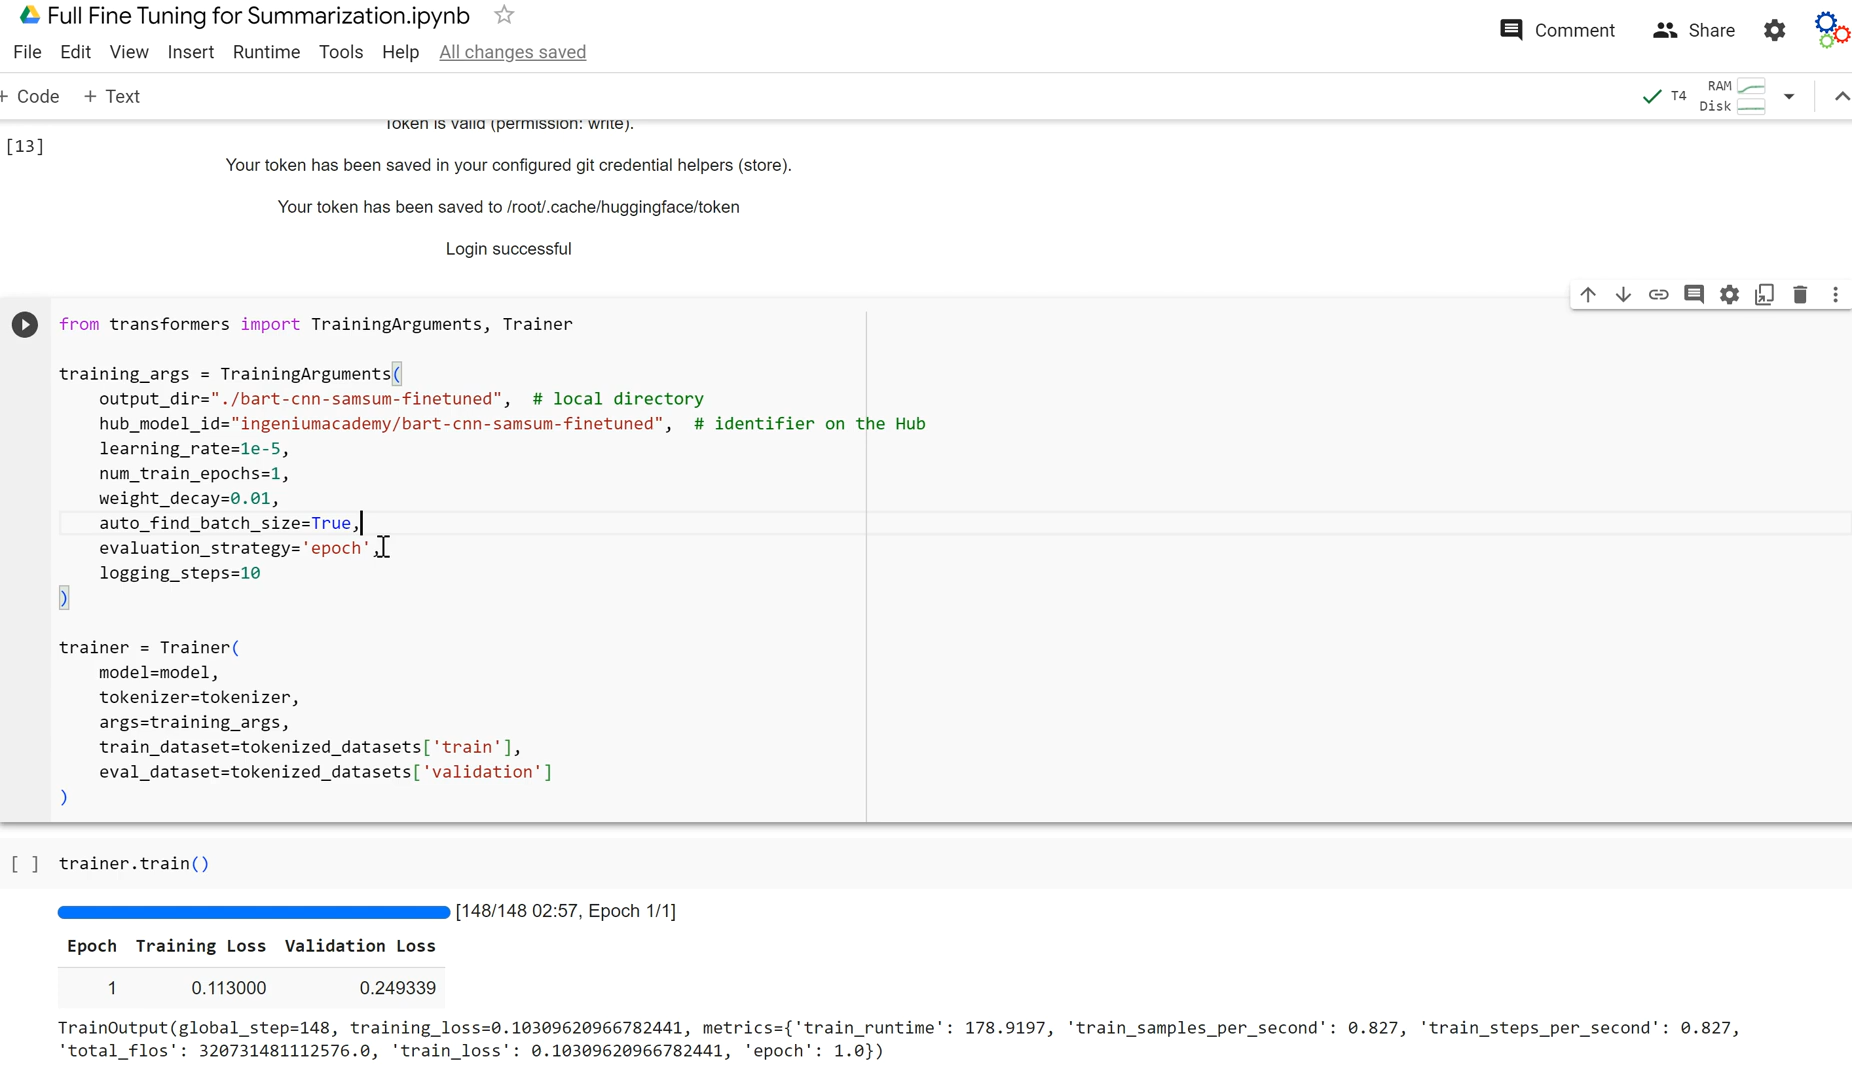 Full Fine Tuning for Summarization.ipynb
Comment
Share
File Edit View Insert Runtime Tools Help All changes saved
+ Code + Text
T4
RAM
Disk
Token is valid (permission: write).
[13]
Your token has been saved in your configured git credential helpers (store).
Your token has been saved to /root/.cache/huggingface/token
Login successful
from transformers import TrainingArguments, Trainer
training_args = TrainingArguments(
output_dir="./bart-cnn-samsum-finetuned",  # local directory
hub_model_id="ingeniumacademy/bart-cnn-samsum-finetuned",  # identifier on the Hub
learning_rate=1e-5,
num_train_epochs=1,
weight_decay=0.01,
auto_find_batch_size=True,
evaluation_strategy='epoch',
logging_steps=10
)
trainer = Trainer(
model=model,
tokenizer=tokenizer,
args=training_args,
train_dataset=tokenized_datasets['train'],
eval_dataset=tokenized_datasets['validation']
)
[ ] trainer.train()
[148/148 02:57, Epoch 1/1]
Epoch Training Loss Validation Loss
1 0.113000 0.249339
TrainOutput(global_step=148, training_loss=0.10309620966782441, metrics={'train_runtime': 178.9197, 'train_samples_per_second': 0.827, 'train_steps_per_second': 0.827,
'total_flos': 320731481112576.0, 'train_loss': 0.10309620966782441, 'epoch': 1.0})